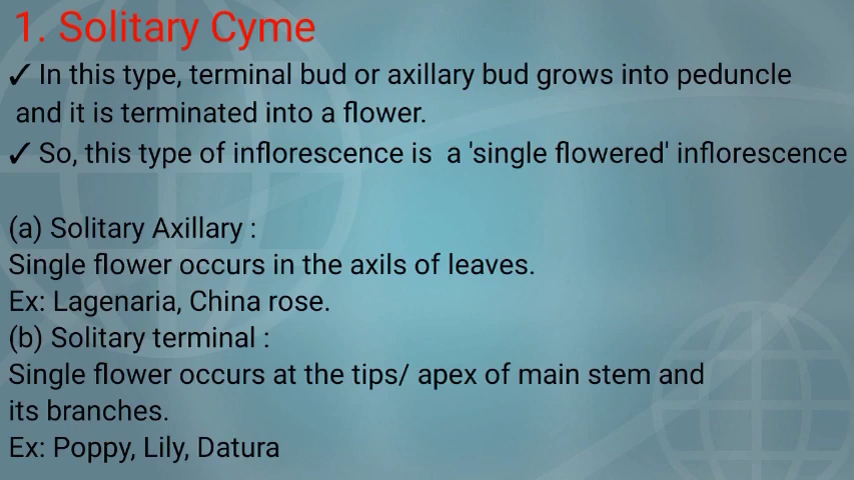 1. Solitary Cyme
✓ In this type, terminal bud or axillary bud grows into peduncle
and it is terminated into a flower.
✓ So, this type of inflorescence is a 'single flowered' inflorescence
(a) Solitary Axillary :
Single flower occurs in the axils of leaves.
Ex: Lagenaria, China rose.
(b) Solitary terminal :
Single flower occurs at the tips/ apex of main stem and
its branches.
Ex: Poppy, Lily, Datura